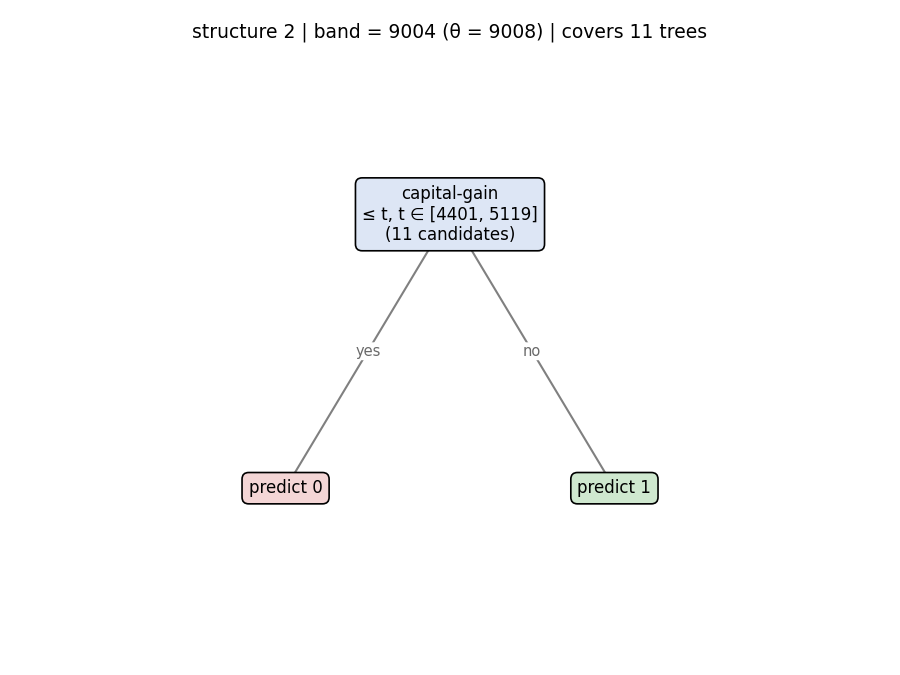 structure 2 | band = 9004 (θ = 9008) | covers 11 trees
capital-gain
≤ t, t ∈ [4401, 5119]
(11 candidates)
yes
no
predict 0
predict 1